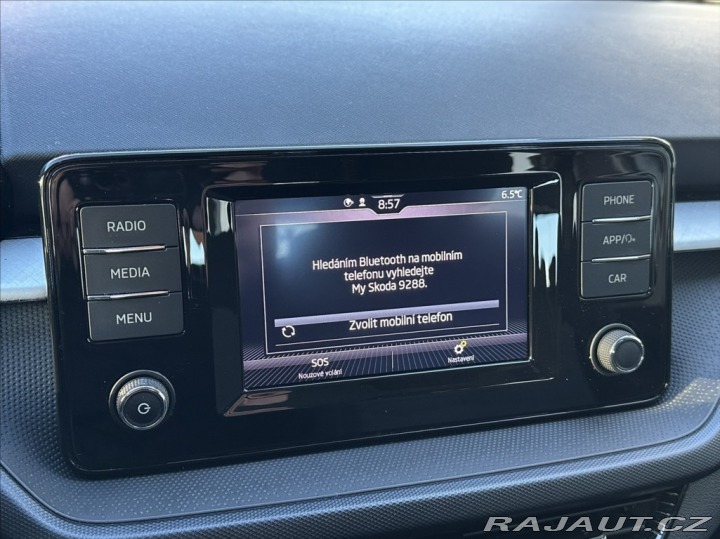 8:57
6.5°C
RADIO
MEDIA
MENU
Hledáním Bluetooth na mobilním
telefonu vyhledejte
My Skoda 9288.
Zvolit mobilní telefon
SOS
Nouzové volání
Nastavení
PHONE
APP/
CAR
RAJAUT.CZ